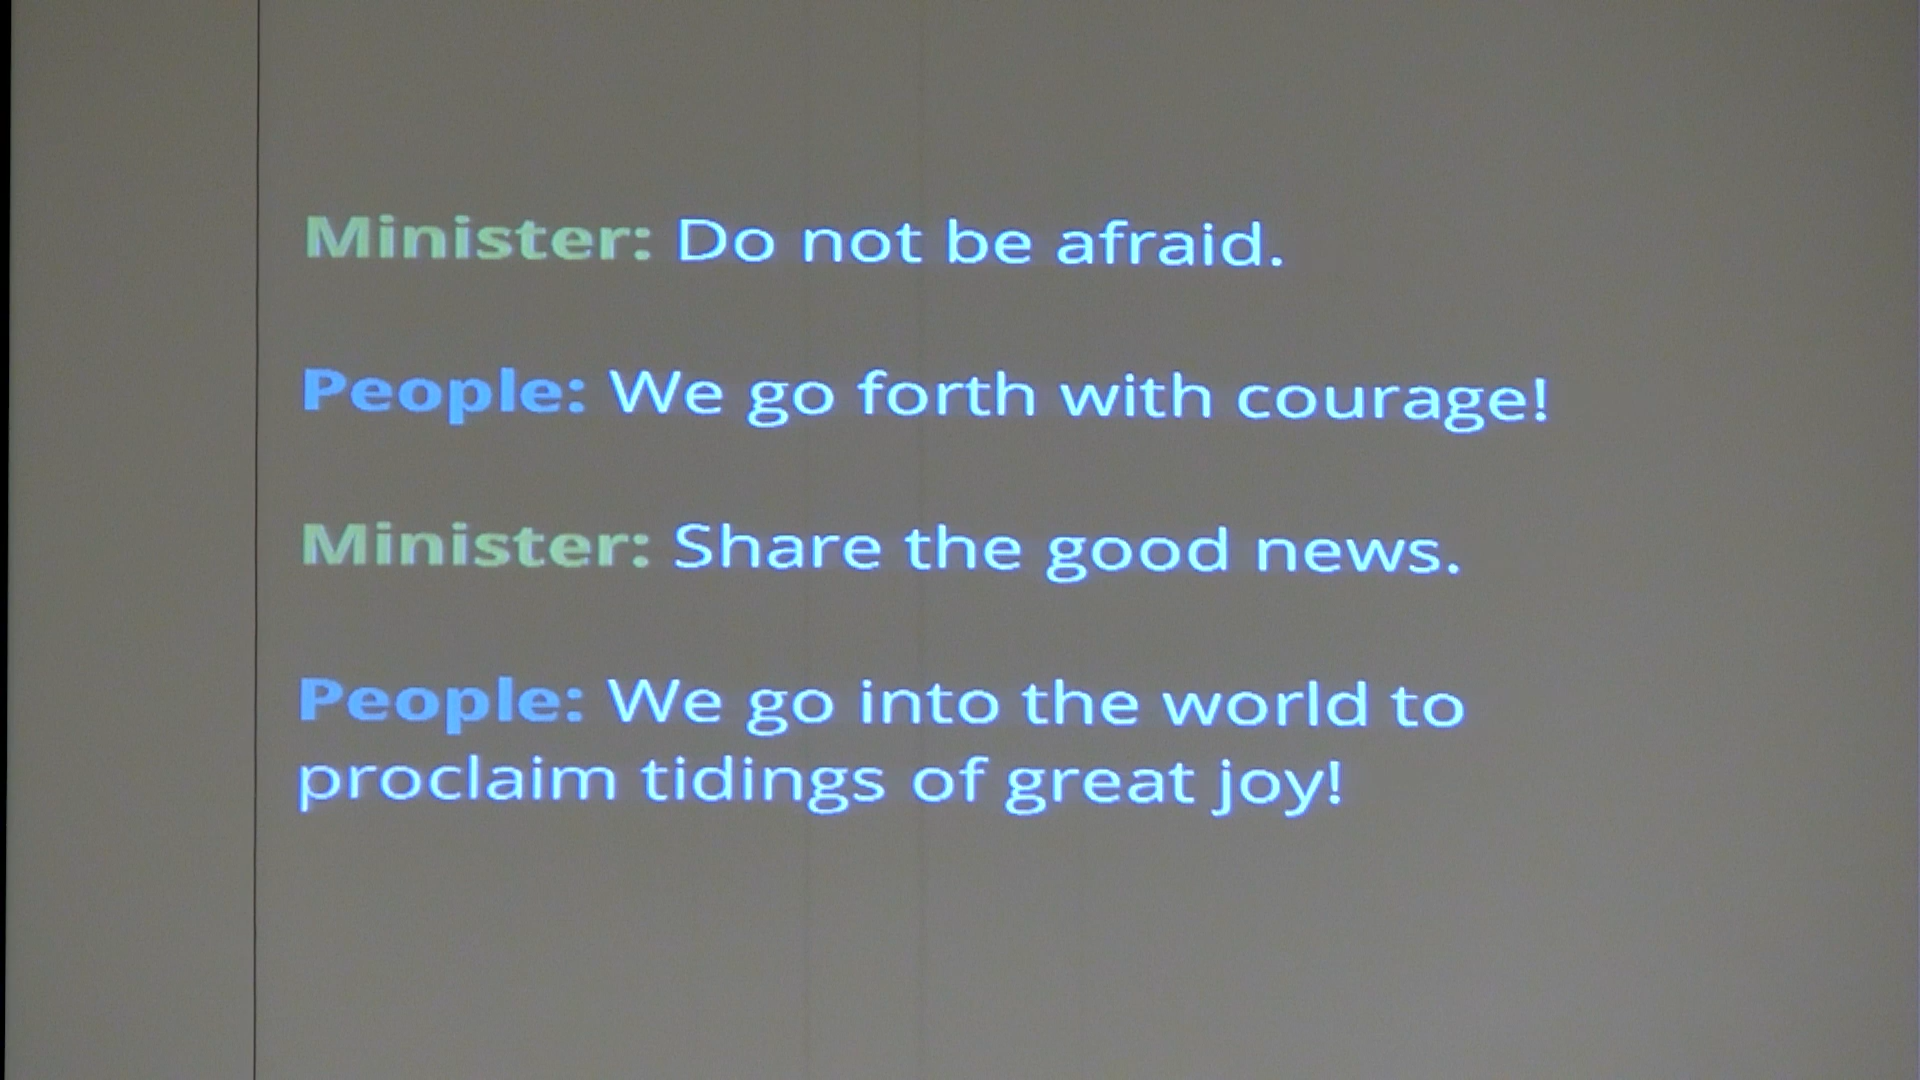 Minister: Do not be afraid.
People: We go forth with courage!
Minister: Share the good news.
People: We go into the world to
proclaim tidings of great joy!